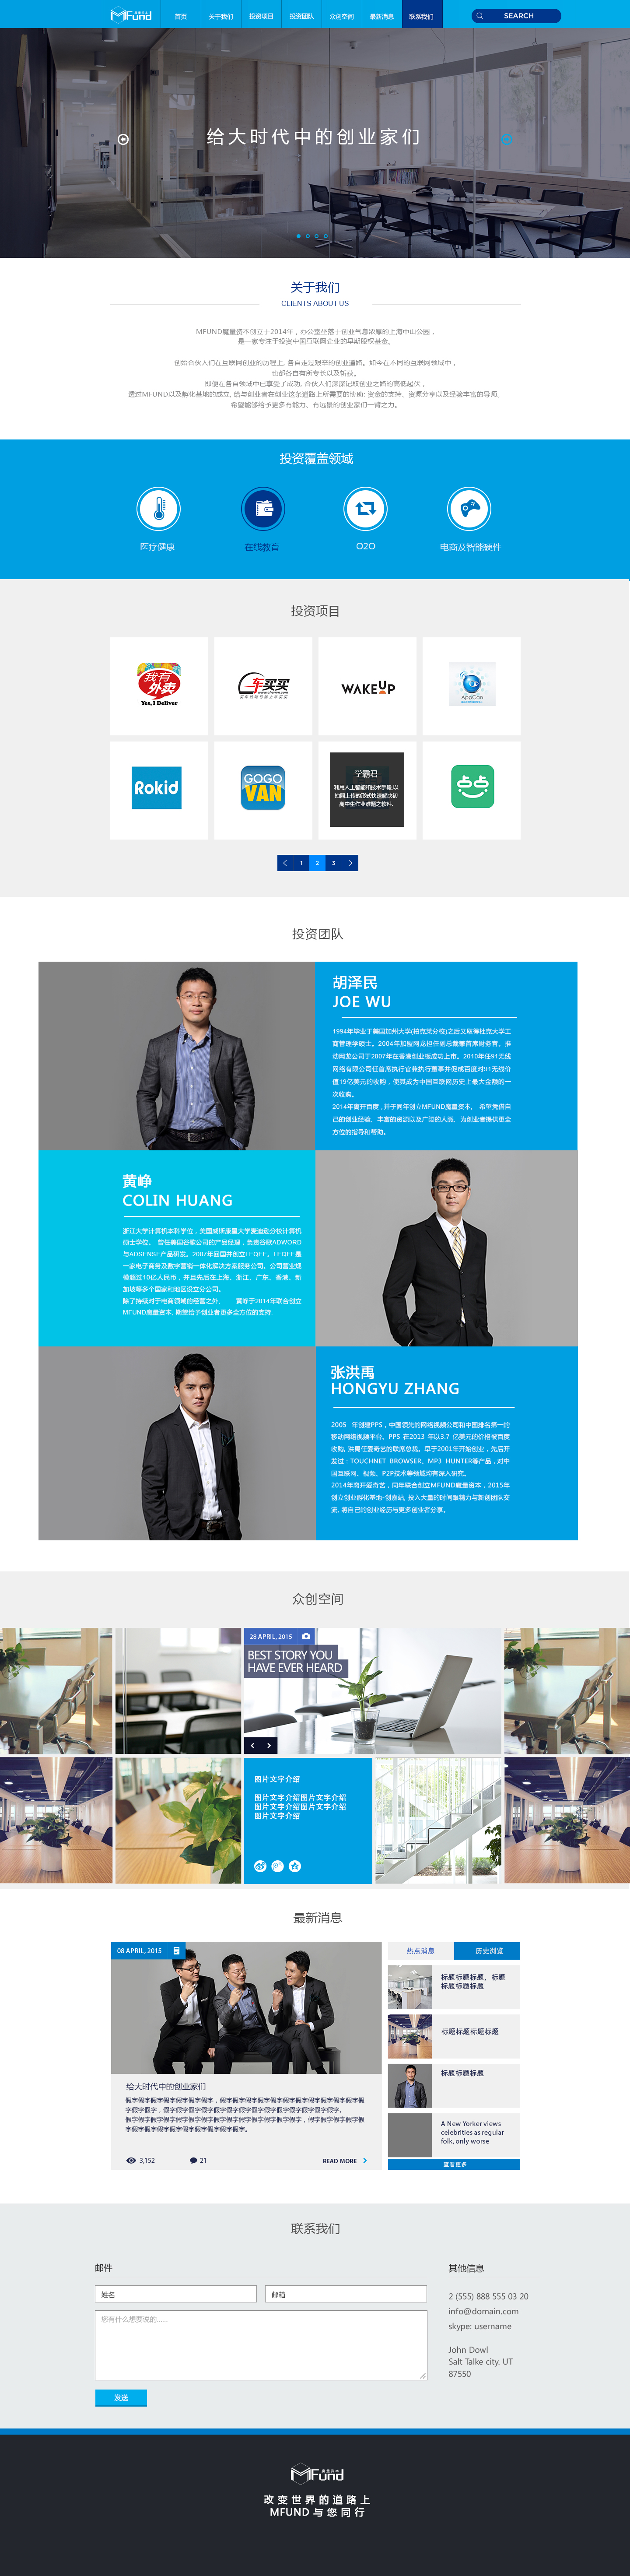 MFund
首页
关于我们
投资项目
投资团队
众创空间
最新消息
联系我们
SEARCH
给大时代中的创业家们
关于我们
CLIENTS ABOUT US
MFUND魔量资本创立于2014年，办公室坐落于创业气息浓厚的上海中山公园，
是一家专注于投资中国互联网企业的早期股权基金。
创始合伙人们在互联网创业的历程上, 各自走过艰辛的创业道路。如今在不同的互联网领域中，
也都各自有所专长以及斩获。
即便在各自领域中已享受了成功, 合伙人们深深记取创业之路的高低起伏，
透过MFUND以及孵化基地的成立, 给与创业者在创业这条道路上所需要的协助: 资金的支持、资源分享以及经验丰富的导师。
希望能够给予更多有能力、有远景的创业家们一臂之力。
投资覆盖领域
医疗健康
在线教育
O2O
电商及智能硬件
投资项目
我有
外卖
Yes, I Deliver
车买买
WAKEUP
AppCan
Rokid
GOGO
VAN
学霸君
利用人工智能和技术手段,以
拍照上传的形式快速解决初
高中生作业难题之软件.
1
2
3
投资团队
胡泽民
JOE WU
1994年毕业于美国加州大学(柏克莱分校)之后又取得杜克大学工
商管理学硕士。2004年加盟网龙担任副总裁兼首席财务官。推
动网龙公司于2007年在香港创业板成功上市。2010年任91无线
网络有限公司任首席执行官兼执行董事并促成百度对91无线价
值19亿美元的收购，使其成为中国互联网历史上最大金额的一
次收购。
2014年离开百度 , 并于同年创立MFUND魔量资本， 希望凭借自
已的创业经验、丰富的资源以及广阔的人脈，为创业者提供更全
方位的指导和帮助。
黄峥
COLIN HUANG
浙江大学计算机本科学位，美国威斯康星大学麦迪逊分校计算机
硕士学位。 曾任美国谷歌公司的产品经理，负责谷歌ADWORD
与ADSENSE产品研发。2007年回国并创立LEQEE。LEQEE是
一家电子商务及数字营销一体化解决方案服务公司。公司营业规
模超过10亿人民币，并且先后在上海、浙江、广东、香港、新
加坡等多个国家和地区设立分公司。
除了持续对于电商领域的经营之外， 黄峥于2014年联合创立
MFUND魔量资本, 期望给予创业者更多全方位的支持.
张洪禹
HONGYU ZHANG
2005 年创建PPS，中国领先的网络视频公司和中国排名第一的
移动网络视频平台。PPS 在2013 年以3.7 亿美元的价格被百度
收购, 洪禹任爱奇艺的联席总裁。早于2001年开始创业，先后开
发过：TOUCHNET BROWSER、MP3 HUNTER等产品，对中
国互联网、视频、P2P技术等领域均有深入研究。
2014年离开爱奇艺，同年联合创立MFUND魔量资本，2015年
创立创业孵化基地-创嘉站, 投入大量的时间跟精力与新创团队交
流, 将自己的创业经历与更多创业者分享。
众创空间
28 APRIL, 2015
BEST STORY YOU
HAVE EVER HEARD
图片文字介绍
图片文字介绍图片文字介绍
图片文字介绍图片文字介绍
图片文字介绍
最新消息
08 APRIL, 2015
给大时代中的创业家们
假字假字假字假字假字假字假字，假字假字假字假字假字假字假字假字假字假字假字假
字假字假字，假字假字假字假字假字假字假字假字假字假字假字假字假字假字。
假字假字假字假字假字假字假字假字假字假字假字假字假字假字，假字假字假字假字假
字假字假字假字假字假字假字假字假字假字。
3,152
21
READ MORE
热点消息
历史浏览
标题标题标题，标题
标题标题标题
标题标题标题标题
标题标题标题
A New Yorker views
celebrities as regular
folk, only worse
查看更多
联系我们
邮件
姓名
邮箱
您有什么想要说的......
发送
其他信息
2 (555) 888 555 03 20
info@domain.com
skype: username
John Dowl
Salt Talke city. UT
87550
MFund
改变世界的道路上
MFUND与您同行